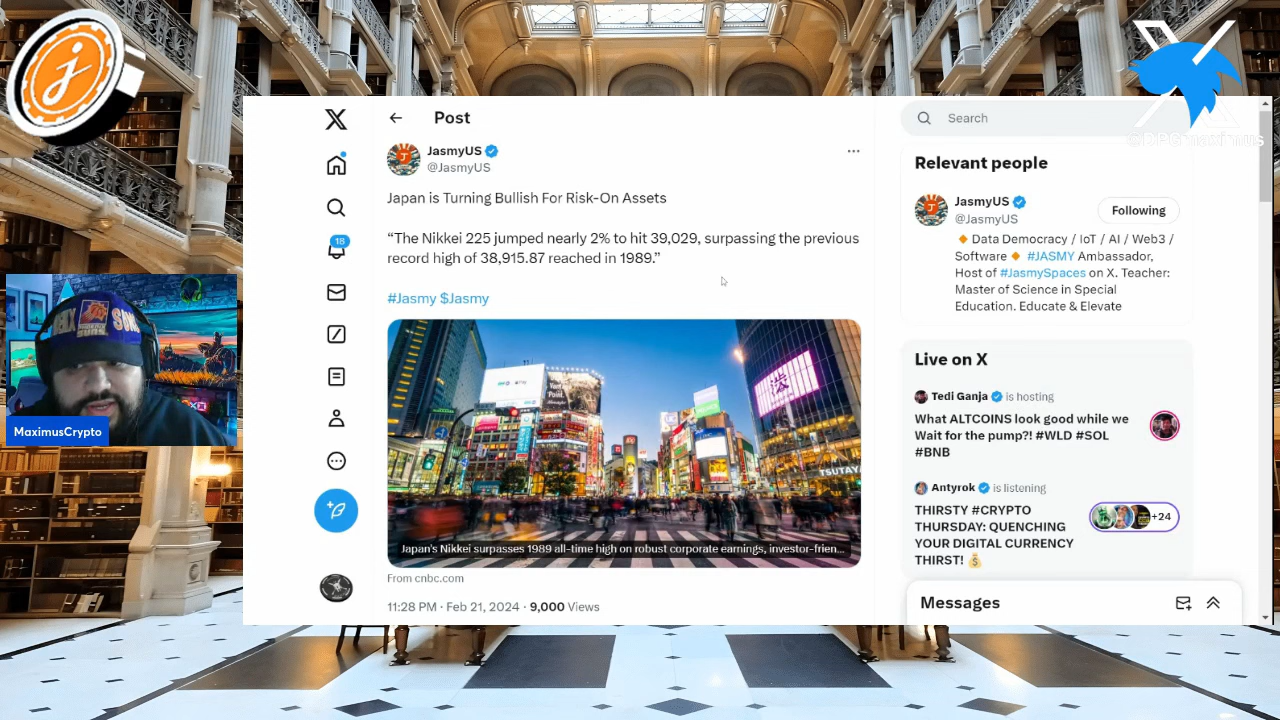 Post
Search
JasmyUS
@JasmyUS
Japan is Turning Bullish For Risk-On Assets
“The Nikkei 225 jumped nearly 2% to hit 39,029, surpassing the previous
record high of 38,915.87 reached in 1989.”
#Jasmy $Jasmy
TSUTAYA
Japan's Nikkei surpasses 1989 all-time high on robust corporate earnings, investor-frien...
From cnbc.com
11:28 PM · Feb 21, 2024 · 9,000 Views
18
Relevant people
JasmyUS
@JasmyUS
Following
🔸 Data Democracy / IoT / AI / Web3 /
Software 🔸 #JASMY Ambassador,
Host of #JasmySpaces on X. Teacher:
Master of Science in Special
Education. Educate & Elevate
Live on X
Tedi Ganja is hosting
What ALTCOINS look good while we
Wait for the pump?! #WLD #SOL
#BNB
Antyrok is listening
THIRSTY #CRYPTO
THURSDAY: QUENCHING
YOUR DIGITAL CURRENCY
THIRST! 💰
+24
Messages
MaximusCrypto
@DPGmaximus